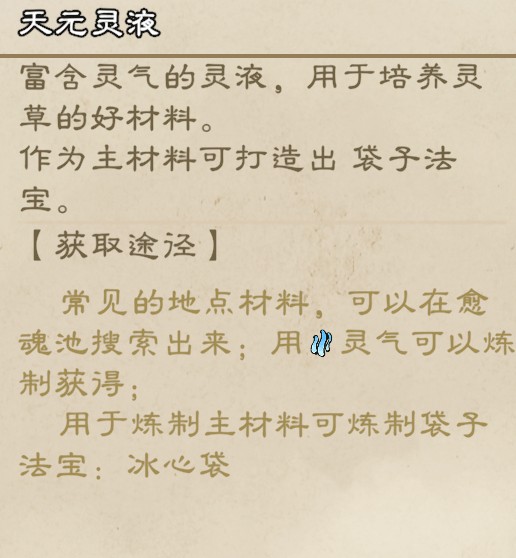 天元灵液
富含灵气的灵液，用于培养灵
草的好材料。
作为主材料可打造出 袋子法
宝。
【获取途径】
常见的地点材料，可以在愈
魂池搜索出来；用灵气可以炼
制获得；
用于炼制主材料可炼制袋子
法宝：冰心袋